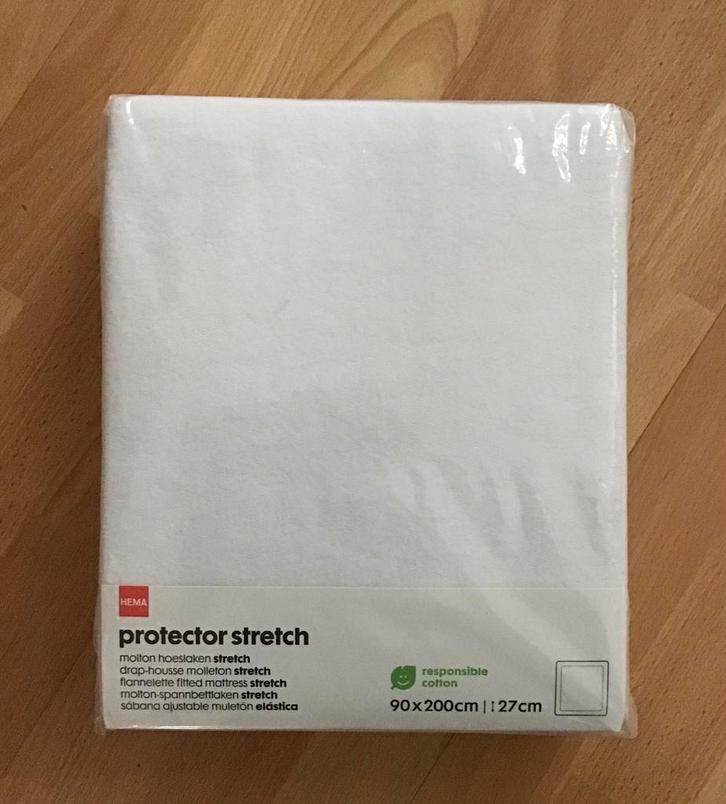 HEMA
protector stretch
molton hoeslaken stretch
drap-housse molleton stretch
flannelette fitted mattress stretch
molton-spannbettlaken stretch
sábana ajustable muletón elástica
responsible
cotton
90x200cm | ↕27cm